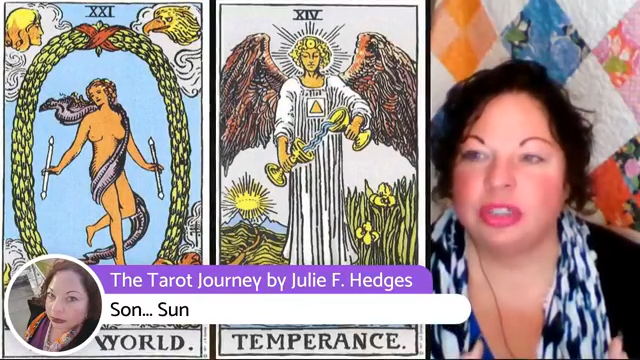 XXI
XIV
The Tarot Journey by Julie F. Hedges
Son... Sun
WORLD.
TEMPERANCE.